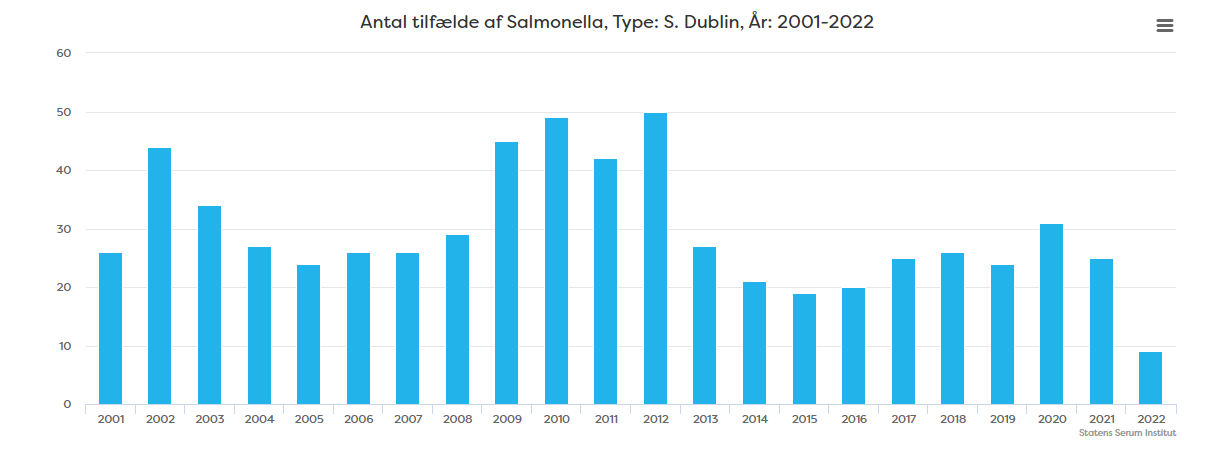 Antal tilfælde af Salmonella, Type: S. Dublin, År: 2001-2022
60
50
40
30
20
10
0
2001 2002 2003 2004 2005 2006 2007 2008 2009 2010 2011 2012 2013 2014 2015 2016 2017 2018 2019 2020 2021 2022
Statens Serum Institut